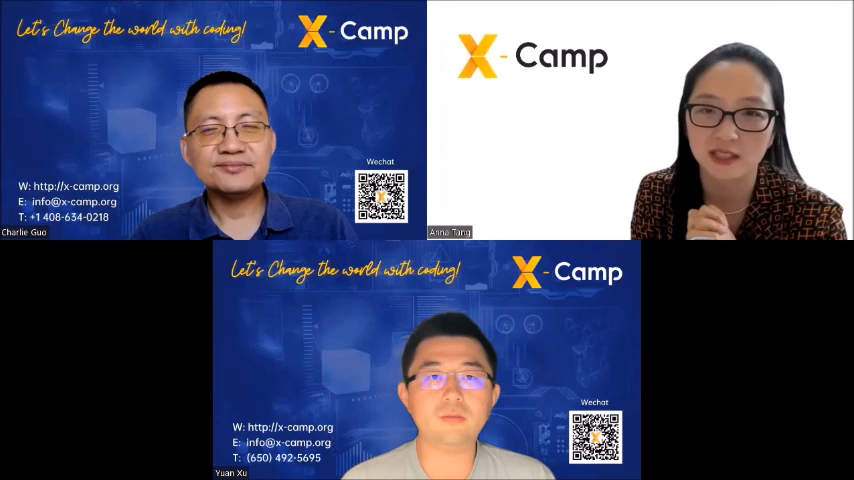 Let's Change the world with coding!
X - Camp
Wechat
W: http://x-camp.org
E: info@x-camp.org
T: +1 408-634-0218
Charlie Guo
X - Camp
Anna Tang
Let's Change the world with coding!
X - Camp
Wechat
W: http://x-camp.org
E: info@x-camp.org
T: (650) 492-5695
Yuan Xu